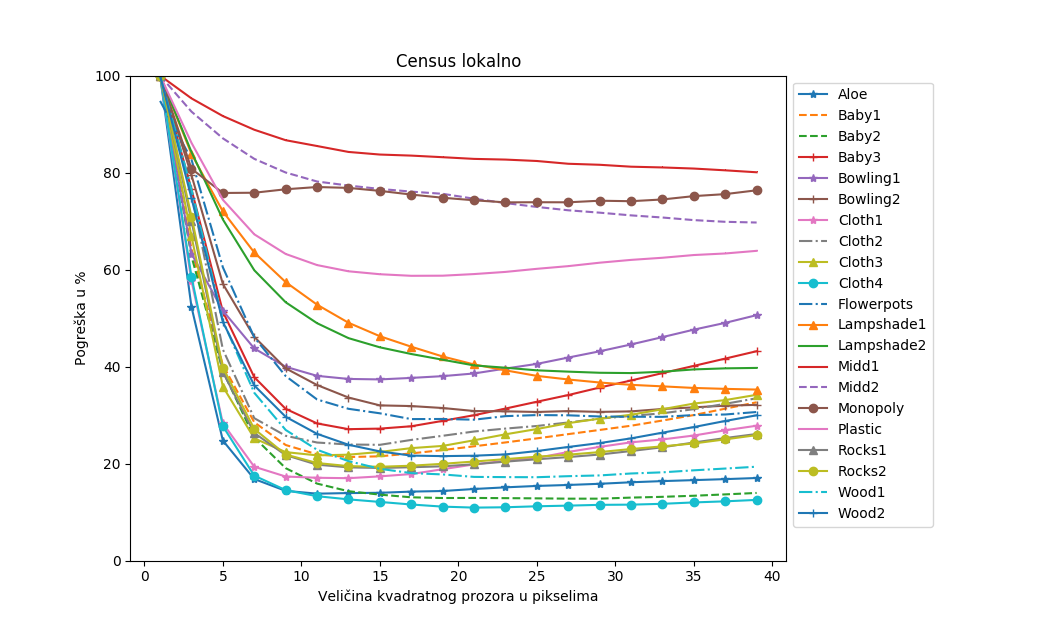 Census lokalno
100
80
60
40
20
0
Pogreška u %
0 5 10 15 20 25 30 35 40
Veličina kvadratnog prozora u pikselima
Aloe
Baby1
Baby2
Baby3
Bowling1
Bowling2
Cloth1
Cloth2
Cloth3
Cloth4
Flowerpots
Lampshade1
Lampshade2
Midd1
Midd2
Monopoly
Plastic
Rocks1
Rocks2
Wood1
Wood2